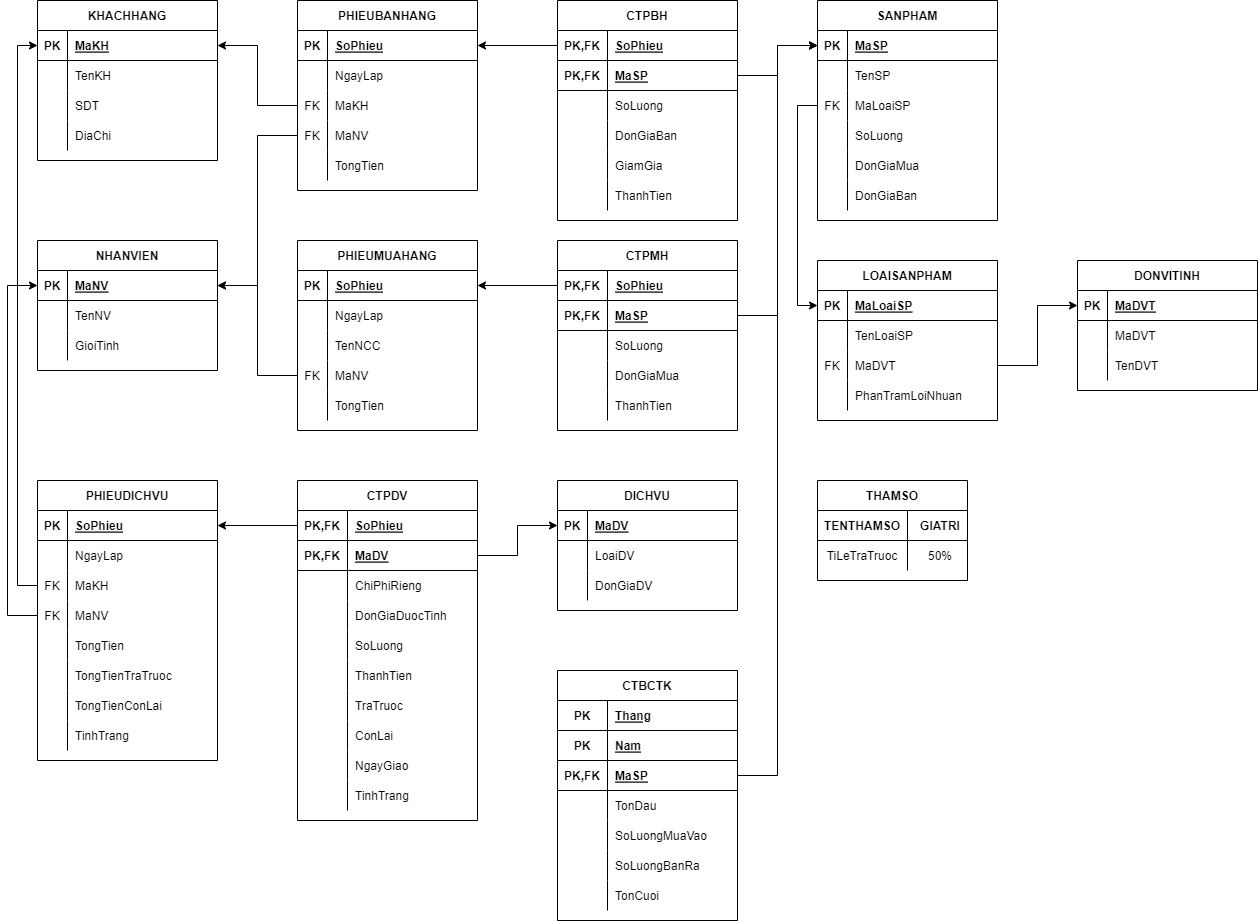 KHACHHANG
PK MaKH
TenKH
SDT
DiaChi
PHIEUBANHANG
PK SoPhieu
NgayLap
FK MaKH
FK MaNV
TongTien
CTPBH
PK,FK SoPhieu
PK,FK MaSP
SoLuong
DonGiaBan
GiamGia
ThanhTien
SANPHAM
PK MaSP
TenSP
FK MaLoaiSP
SoLuong
DonGiaMua
DonGiaBan
NHANVIEN
PK MaNV
TenNV
GioiTinh
PHIEUMUAHANG
PK SoPhieu
NgayLap
TenNCC
FK MaNV
TongTien
CTPMH
PK,FK SoPhieu
PK,FK MaSP
SoLuong
DonGiaMua
ThanhTien
LOAISANPHAM
PK MaLoaiSP
TenLoaiSP
FK MaDVT
PhanTramLoiNhuan
DONVITINH
PK MaDVT
MaDVT
TenDVT
PHIEUDICHVU
PK SoPhieu
NgayLap
FK MaKH
FK MaNV
TongTien
TongTienTraTruoc
TongTienConLai
TinhTrang
CTPDV
PK,FK SoPhieu
PK,FK MaDV
ChiPhiRieng
DonGiaDuocTinh
SoLuong
ThanhTien
TraTruoc
ConLai
NgayGiao
TinhTrang
DICHVU
PK MaDV
LoaiDV
DonGiaDV
THAMSO
TENTHAMSO GIATRI
TiLeTraTruoc 50%
CTBCTK
PK Thang
PK Nam
PK,FK MaSP
TonDau
SoLuongMuaVao
SoLuongBanRa
TonCuoi